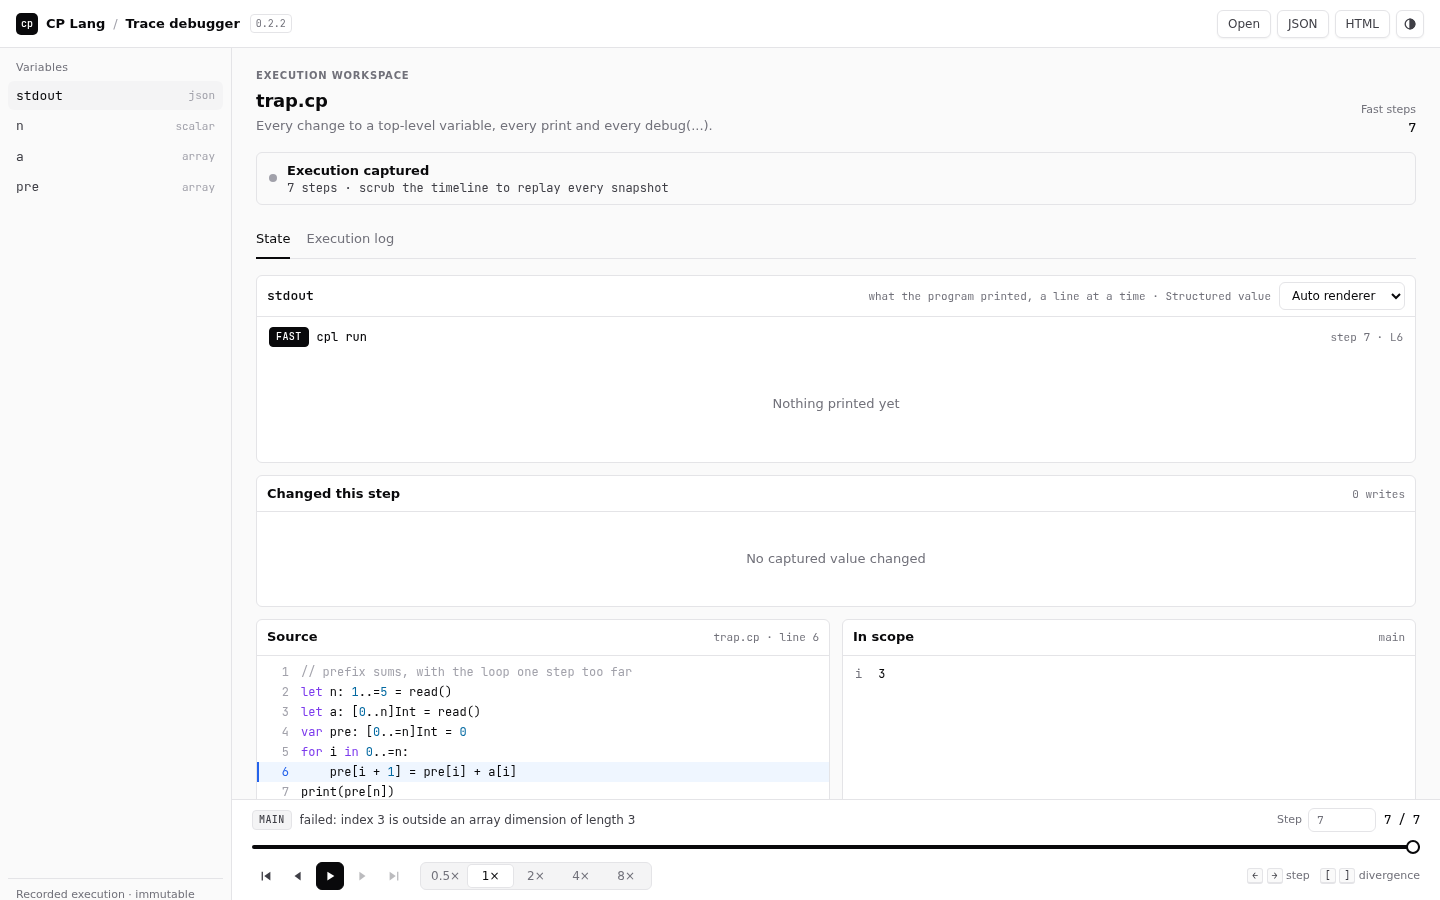 cp CP Lang / Trace debugger 0.2.2 Open JSON HTML
Variables
stdout json
n scalar
a array
pre array
Recorded execution · immutable
EXECUTION WORKSPACE
trap.cp
Every change to a top-level variable, every print and every debug(...).
Fast steps
7
Execution captured
7 steps · scrub the timeline to replay every snapshot
State Execution log
stdout what the program printed, a line at a time · Structured value Auto renderer
FAST cpl run step 7 · L6
Nothing printed yet
Changed this step 0 writes
No captured value changed
Source trap.cp · line 6
1 // prefix sums, with the loop one step too far
2 let n: 1..=5 = read()
3 let a: [0..n]Int = read()
4 var pre: [0..=n]Int = 0
5 for i in 0..=n:
6 pre[i + 1] = pre[i] + a[i]
7 print(pre[n])
In scope main
i 3
MAIN failed: index 3 is outside an array dimension of length 3 Step 7 7 / 7
0.5× 1× 2× 4× 8× ← → step [ ] divergence